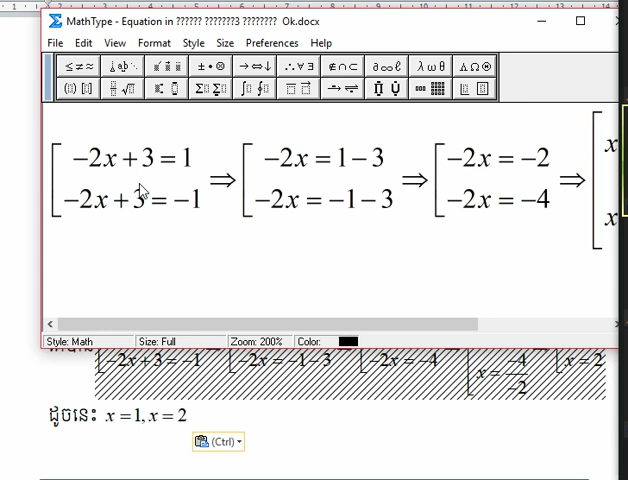 MathType - Equation in ?????? ???????3 ???????? Ok.docx
File Edit View Format Style Size Preferences Help
-2x + 3 = 1 ⇒ -2x = 1 - 3 ⇒ -2x = -2 ⇒ x
-2x + 3 = -1 -2x = -1 - 3 -2x = -4 x
Style: Math Size: Full Zoom: 200% Color:
-2x + 3 = -1 -2x = -1 - 3 -2x = -4 x = -4/-2 x = 2
ដូចនេះ x = 1, x = 2
(Ctrl)